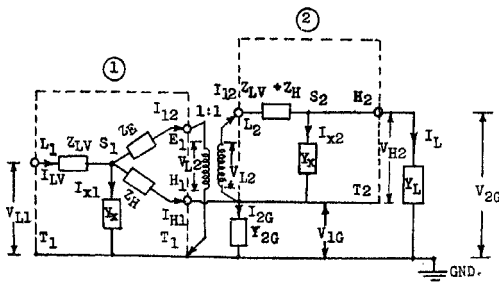 ②
①
I12 1:1
I12 ZLV + ZH S2 H2
L1 ZLV S1 ZE E1 L2
ILV Ix1 ZH VL2 VL2 Ix2 Yx VH2 IL
VL1 Yx H1 IH1 T2 YL V2G
T1 T1 I2G Y2G V1G
GND.